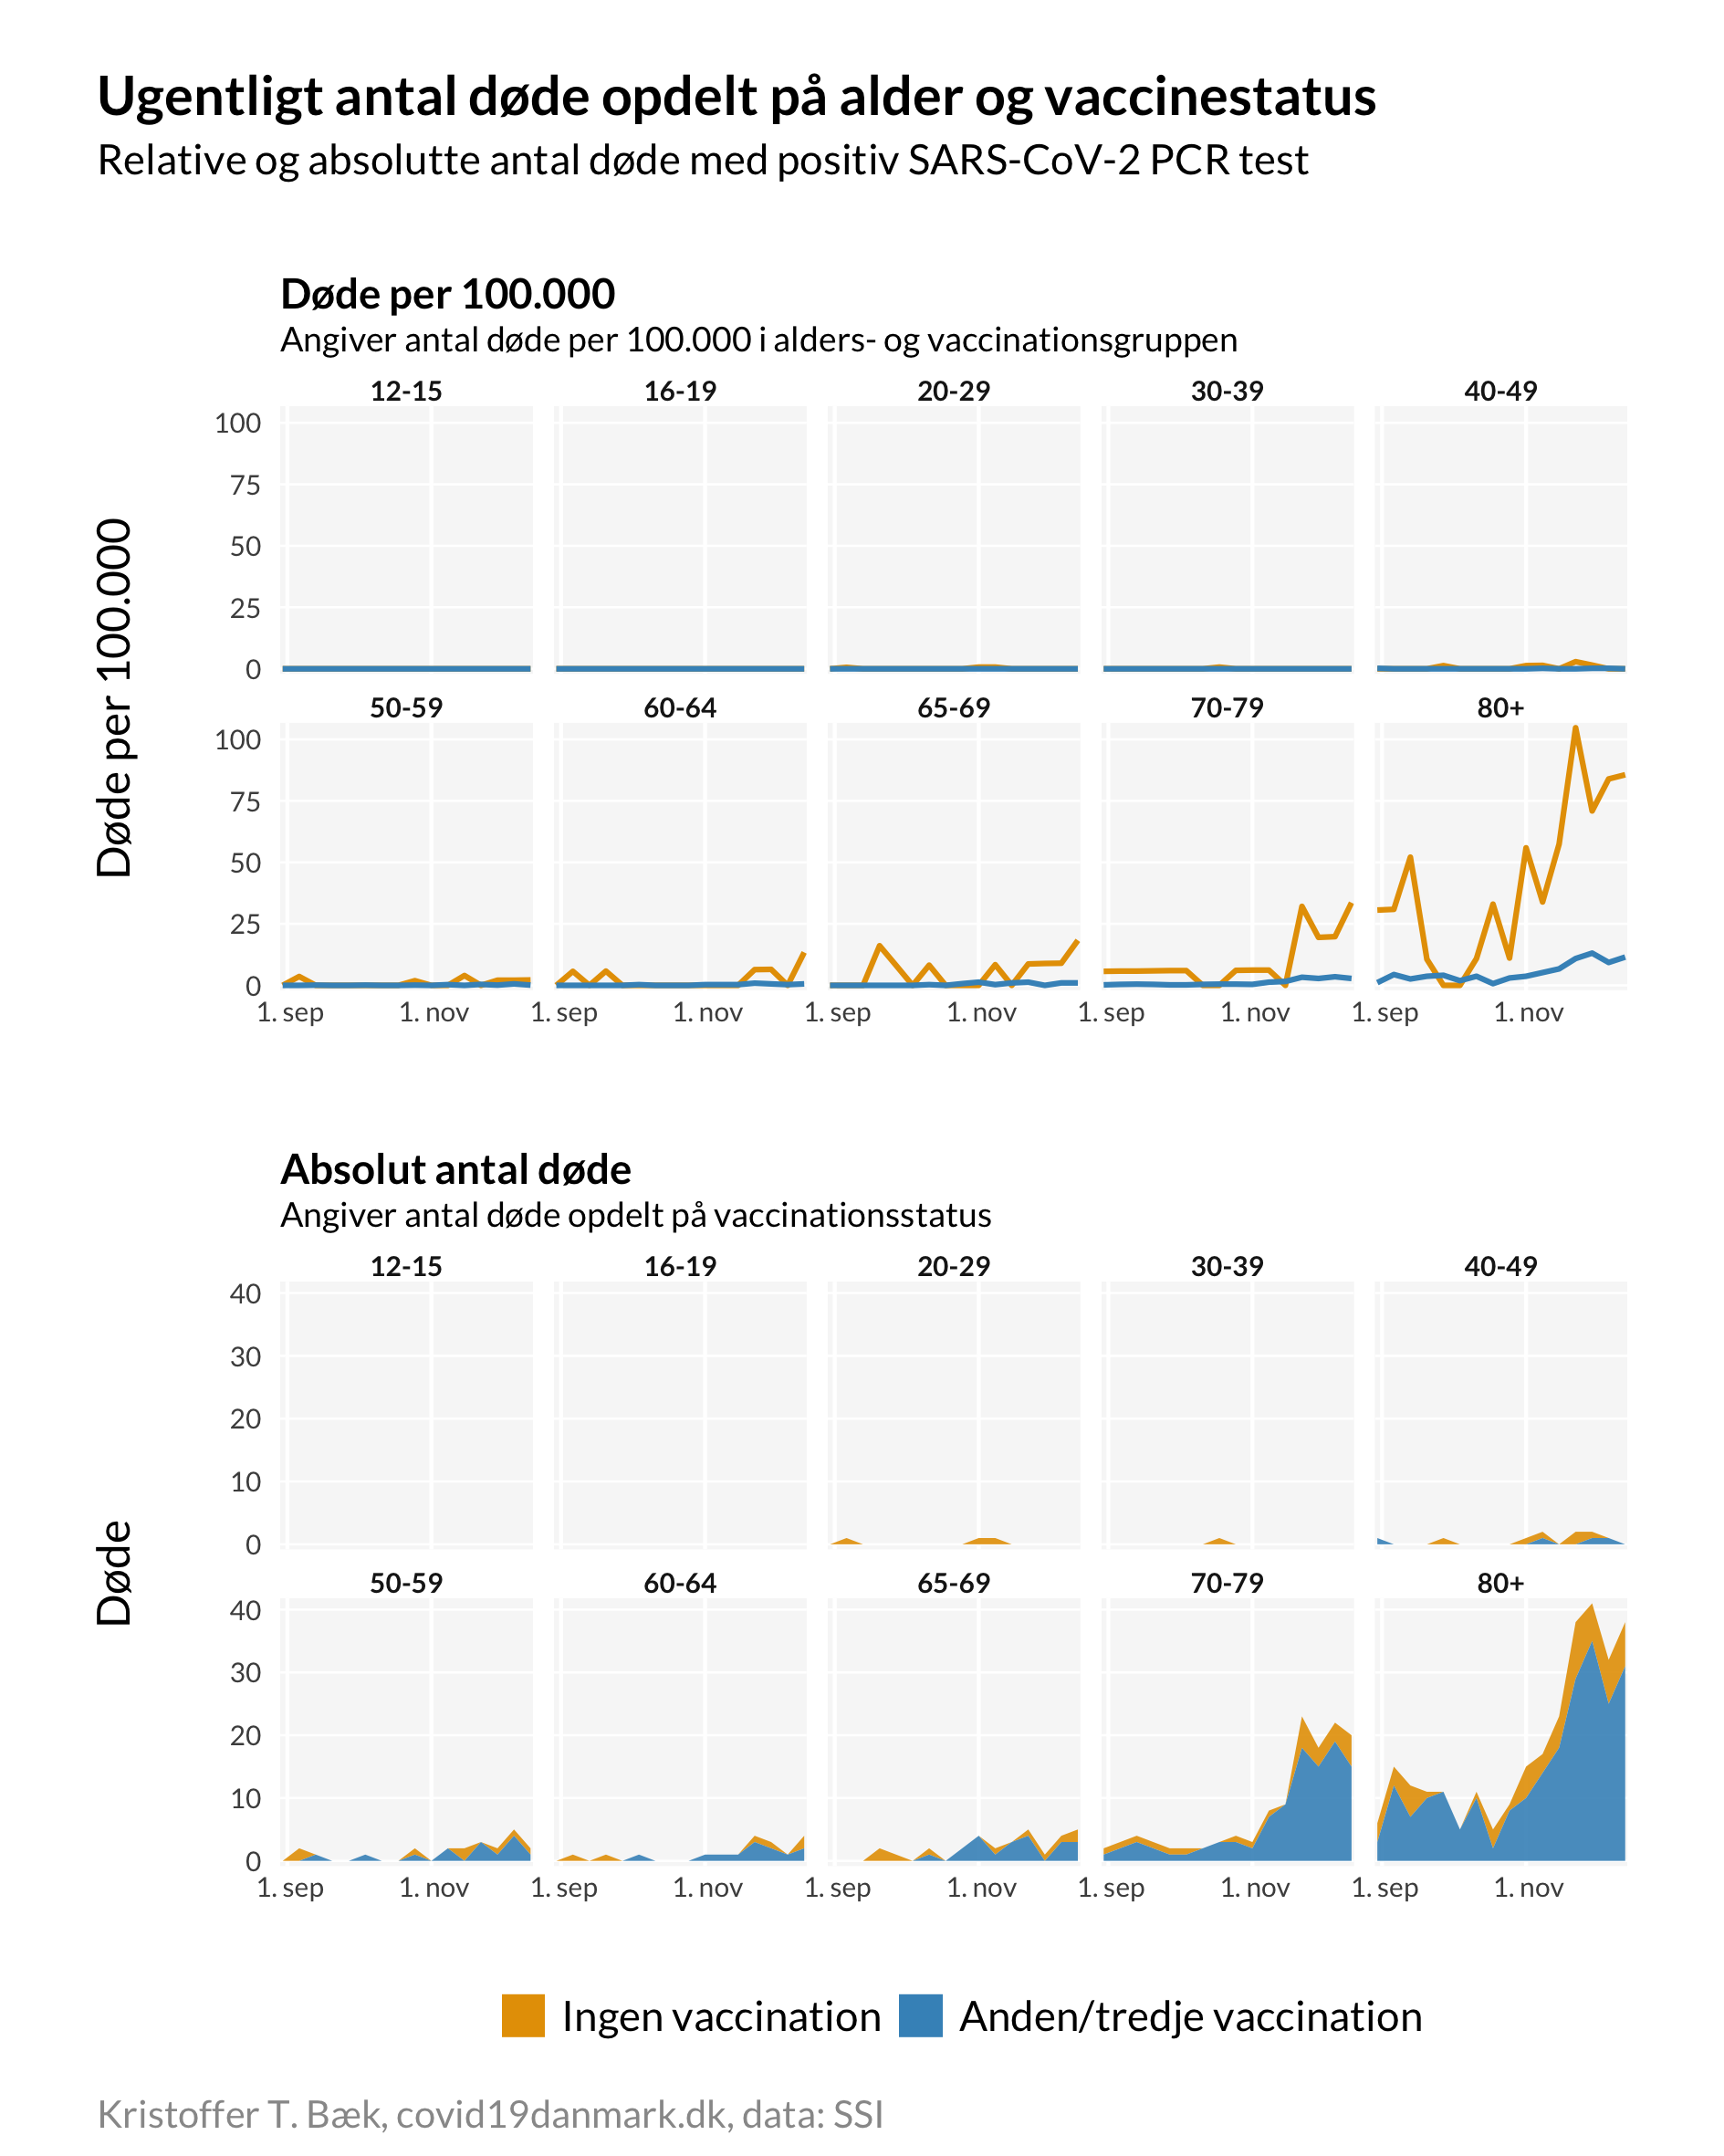 Ugentligt antal døde opdelt på alder og vaccinestatus
Relative og absolutte antal døde med positiv SARS-CoV-2 PCR test
Døde per 100.000
Angiver antal døde per 100.000 i alders- og vaccinationsgruppen
12-15 16-19 20-29 30-39 40-49
100
75
50
25
0
Døde per 100.000
50-59 60-64 65-69 70-79 80+
100
75
50
25
0
1. sep 1. nov 1. sep 1. nov 1. sep 1. nov 1. sep 1. nov 1. sep 1. nov
Absolut antal døde
Angiver antal døde opdelt på vaccinationsstatus
12-15 16-19 20-29 30-39 40-49
40
30
20
10
0
Døde
50-59 60-64 65-69 70-79 80+
40
30
20
10
0
1. sep 1. nov 1. sep 1. nov 1. sep 1. nov 1. sep 1. nov 1. sep 1. nov
Ingen vaccination Anden/tredje vaccination
Kristoffer T. Bæk, covid19danmark.dk, data: SSI